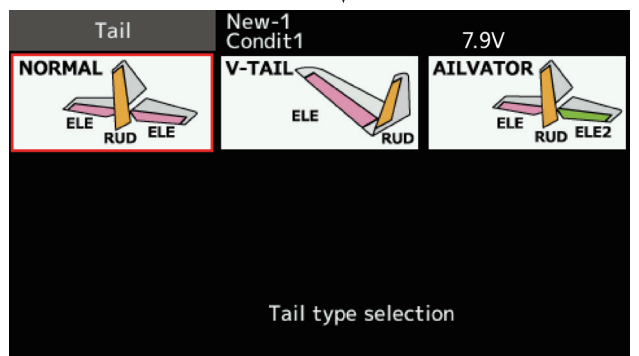 Tail
New-1
Condit1
7.9V
NORMAL
ELE
RUD
ELE
V-TAIL
ELE
RUD
AILVATOR
ELE
RUD
ELE2
Tail type selection